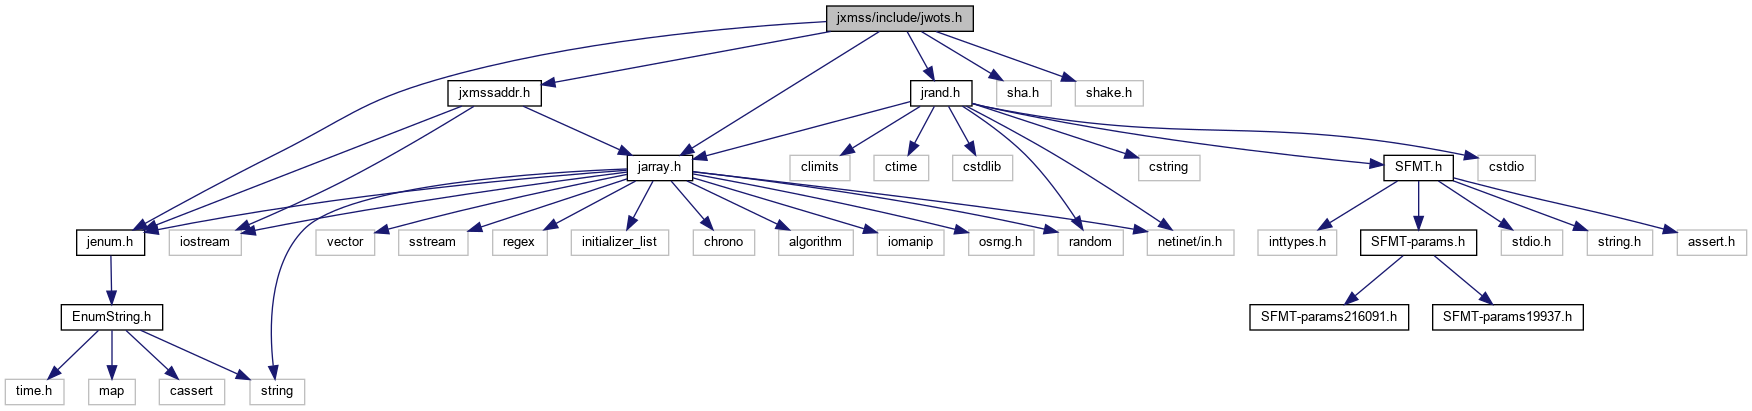 jxmss/include/jwots.h
jxmssaddr.h
jrand.h
sha.h
shake.h
jarray.h
climits
ctime
cstdlib
cstring
SFMT.h
cstdio
jenum.h
iostream
vector
sstream
regex
initializer_list
chrono
algorithm
iomanip
osrng.h
random
netinet/in.h
inttypes.h
SFMT-params.h
stdio.h
string.h
assert.h
EnumString.h
SFMT-params216091.h
SFMT-params19937.h
time.h
map
cassert
string